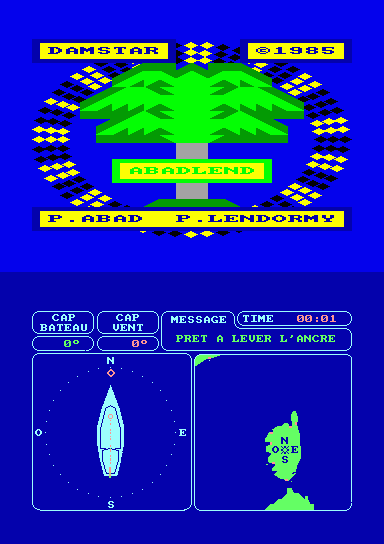 DAMSTAR ©1985
ABADLEND
P.ABAD P.LENDORMY
CAP BATEAU
CAP VENT
MESSAGE
TIME 00:01
0°
0°
PRET A LEVER L'ANCRE
N
O E
S
N
O E
S